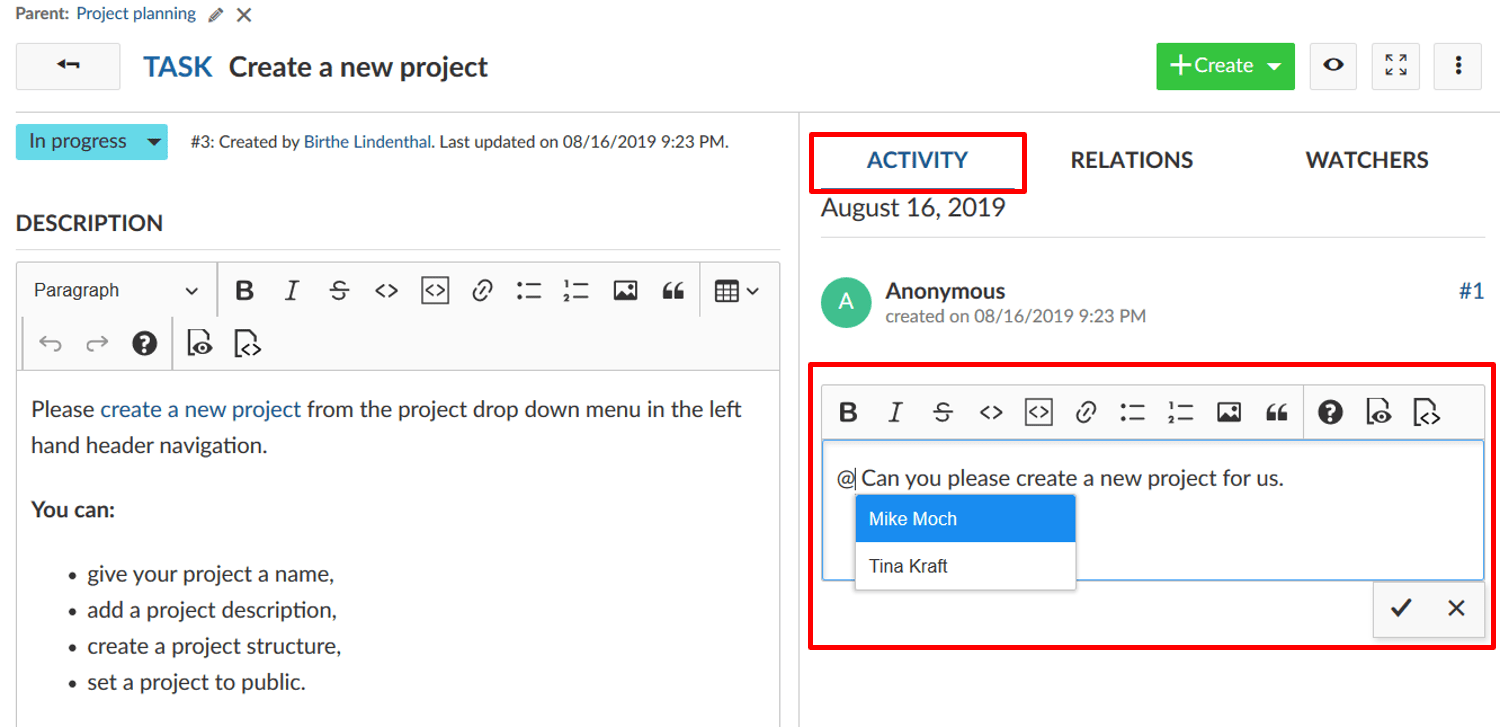 Parent: Project planning
TASK Create a new project
Create
In progress
#3: Created by Birthe Lindenthal. Last updated on 08/16/2019 9:23 PM.
DESCRIPTION
Paragraph
Please create a new project from the project drop down menu in the left
hand header navigation.
You can:
• give your project a name,
• add a project description,
• create a project structure,
• set a project to public.
ACTIVITY RELATIONS WATCHERS
August 16, 2019
A
Anonymous #1
created on 08/16/2019 9:23 PM
@ Can you please create a new project for us.
Mike Moch
Tina Kraft